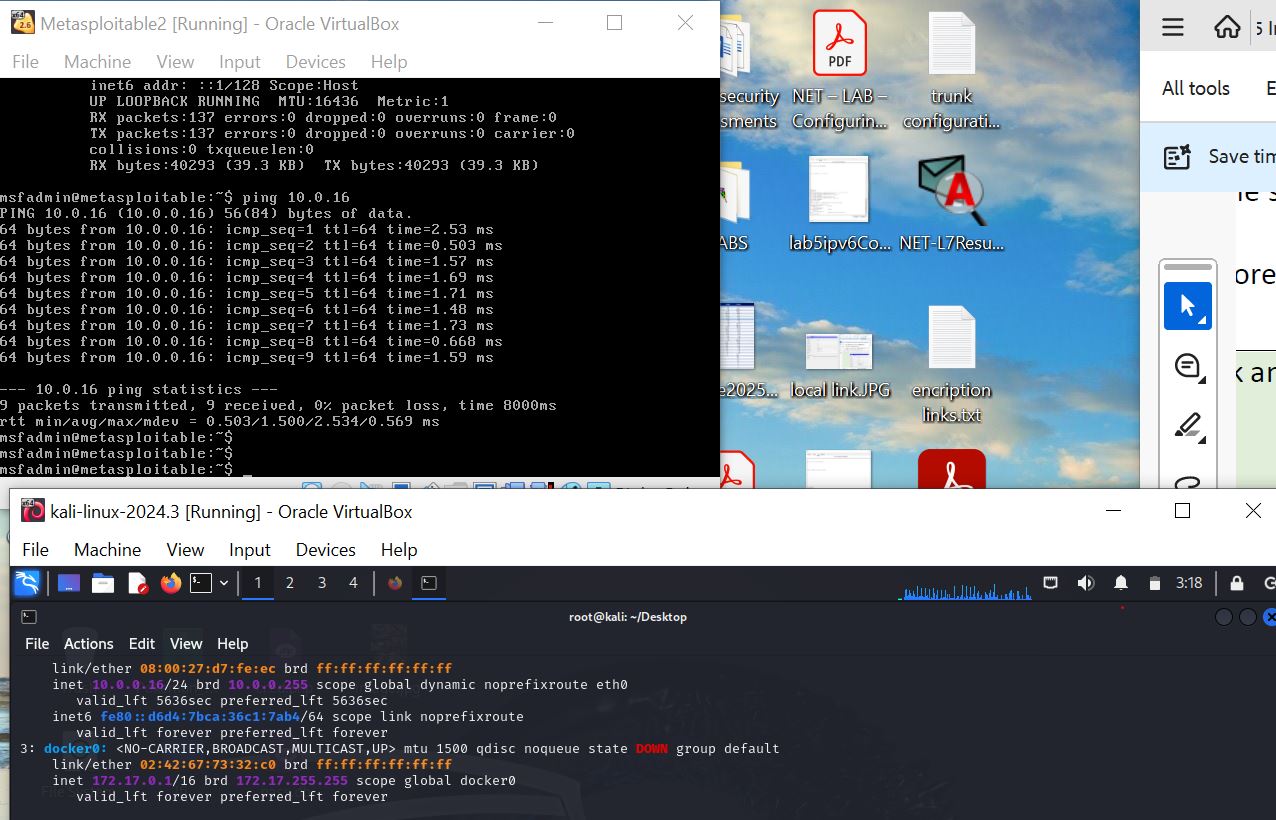 Metasploitable2 [Running] - Oracle VirtualBox
File Machine View Input Devices Help
inet6 addr: ::1/128 Scope:Host
UP LOOPBACK RUNNING MTU:16436 Metric:1
RX packets:137 errors:0 dropped:0 overruns:0 frame:0
TX packets:137 errors:0 dropped:0 overruns:0 carrier:0
collisions:0 txqueuelen:0
RX bytes:40293 (39.3 KB) TX bytes:40293 (39.3 KB)
msfadmin@metasploitable:~$ ping 10.0.16
PING 10.0.16 (10.0.0.16) 56(84) bytes of data.
64 bytes from 10.0.0.16: icmp_seq=1 ttl=64 time=2.53 ms
64 bytes from 10.0.0.16: icmp_seq=2 ttl=64 time=0.503 ms
64 bytes from 10.0.0.16: icmp_seq=3 ttl=64 time=1.57 ms
64 bytes from 10.0.0.16: icmp_seq=4 ttl=64 time=1.69 ms
64 bytes from 10.0.0.16: icmp_seq=5 ttl=64 time=1.71 ms
64 bytes from 10.0.0.16: icmp_seq=6 ttl=64 time=1.48 ms
64 bytes from 10.0.0.16: icmp_seq=7 ttl=64 time=1.73 ms
64 bytes from 10.0.0.16: icmp_seq=8 ttl=64 time=0.668 ms
64 bytes from 10.0.0.16: icmp_seq=9 ttl=64 time=1.59 ms
--- 10.0.16 ping statistics ---
9 packets transmitted, 9 received, 0% packet loss, time 8000ms
rtt min/avg/max/mdev = 0.503/1.500/2.534/0.569 ms
msfadmin@metasploitable:~$
msfadmin@metasploitable:~$
msfadmin@metasploitable:~$ _
security
sments
PDF
NET – LAB –
Configurin...
trunk
configurati...
ABS
lab5ipv6Co...
NET-L7Resu...
e2025...
local link.JPG
encription
links.txt
5 I
All tools
E
Save tim
ore
k an
kali-linux-2024.3 [Running] - Oracle VirtualBox
File Machine View Input Devices Help
1 2 3 4
3:18
root@kali: ~/Desktop
File Actions Edit View Help
link/ether 08:00:27:d7:fe:ec brd ff:ff:ff:ff:ff:ff
inet 10.0.0.16/24 brd 10.0.0.255 scope global dynamic noprefixroute eth0
valid_lft 5636sec preferred_lft 5636sec
inet6 fe80::d6d4:7bca:36c1:7ab4/64 scope link noprefixroute
valid_lft forever preferred_lft forever
3: docker0: <NO-CARRIER,BROADCAST,MULTICAST,UP> mtu 1500 qdisc noqueue state DOWN group default
link/ether 02:42:67:73:32:c0 brd ff:ff:ff:ff:ff:ff
inet 172.17.0.1/16 brd 172.17.255.255 scope global docker0
valid_lft forever preferred_lft forever